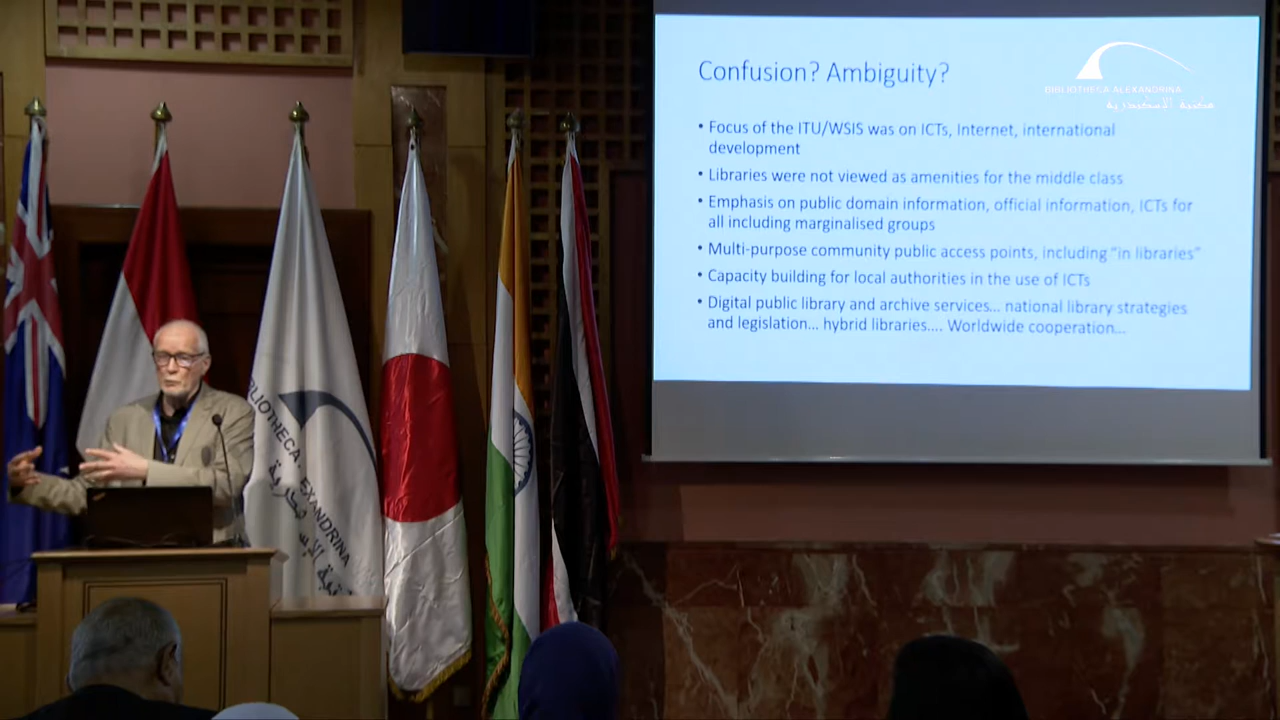 Confusion? Ambiguity?
BIBLIOTHECA ALEXANDRINA
مكتبة الإسكندرية
• Focus of the ITU/WSIS was on ICTs, Internet, international
development
• Libraries were not viewed as amenities for the middle class
• Emphasis on public domain information, official information, ICTs for
all including marginalised groups
• Multi-purpose community public access points, including “in libraries”
• Capacity building for local authorities in the use of ICTs
• Digital public library and archive services... national library strategies
and legislation... hybrid libraries.... Worldwide cooperation...